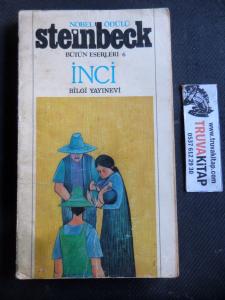 NOBEL ÖDÜLÜ
steinbeck
BÜTÜN ESERLERİ 6
İNCİ
BİLGİ YAYINEVİ
www.truvakitap.com
TRUVAKİTAP
0537 612 29 30